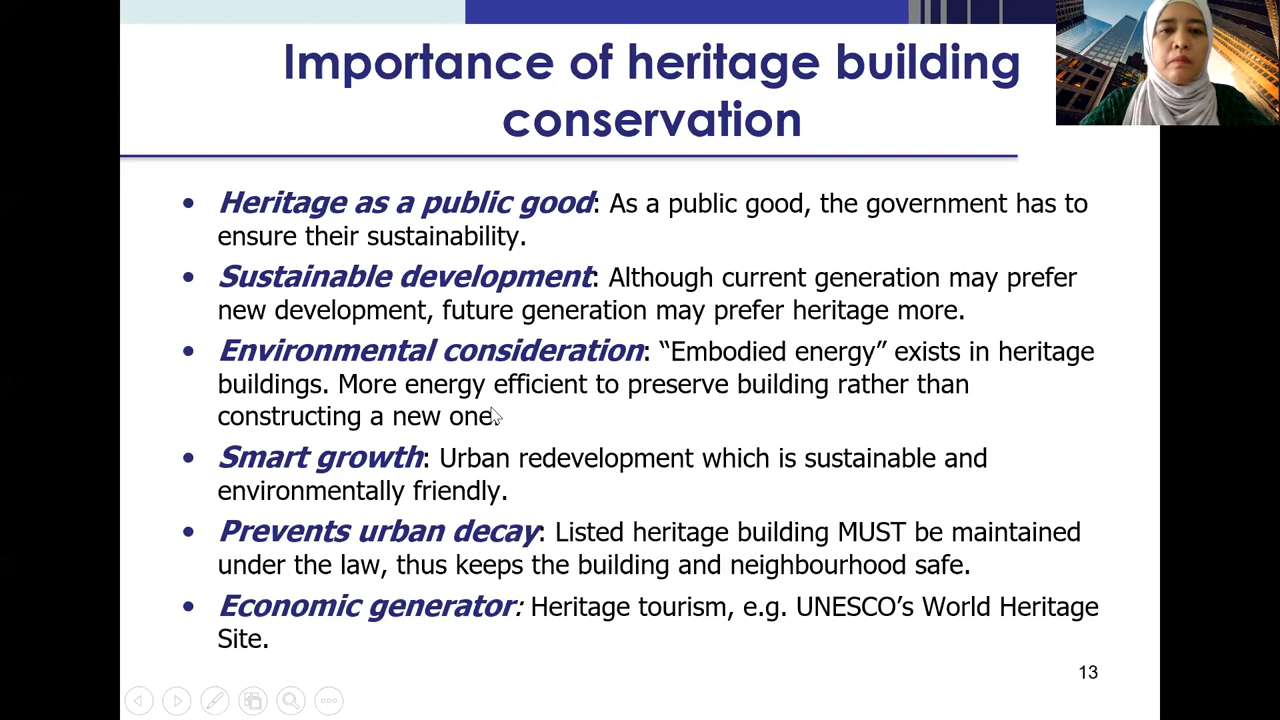 Importance of heritage building
conservation
• Heritage as a public good: As a public good, the government has to
ensure their sustainability.
• Sustainable development: Although current generation may prefer
new development, future generation may prefer heritage more.
• Environmental consideration: “Embodied energy” exists in heritage
buildings. More energy efficient to preserve building rather than
constructing a new one.
• Smart growth: Urban redevelopment which is sustainable and
environmentally friendly.
• Prevents urban decay: Listed heritage building MUST be maintained
under the law, thus keeps the building and neighbourhood safe.
• Economic generator: Heritage tourism, e.g. UNESCO’s World Heritage
Site.
13